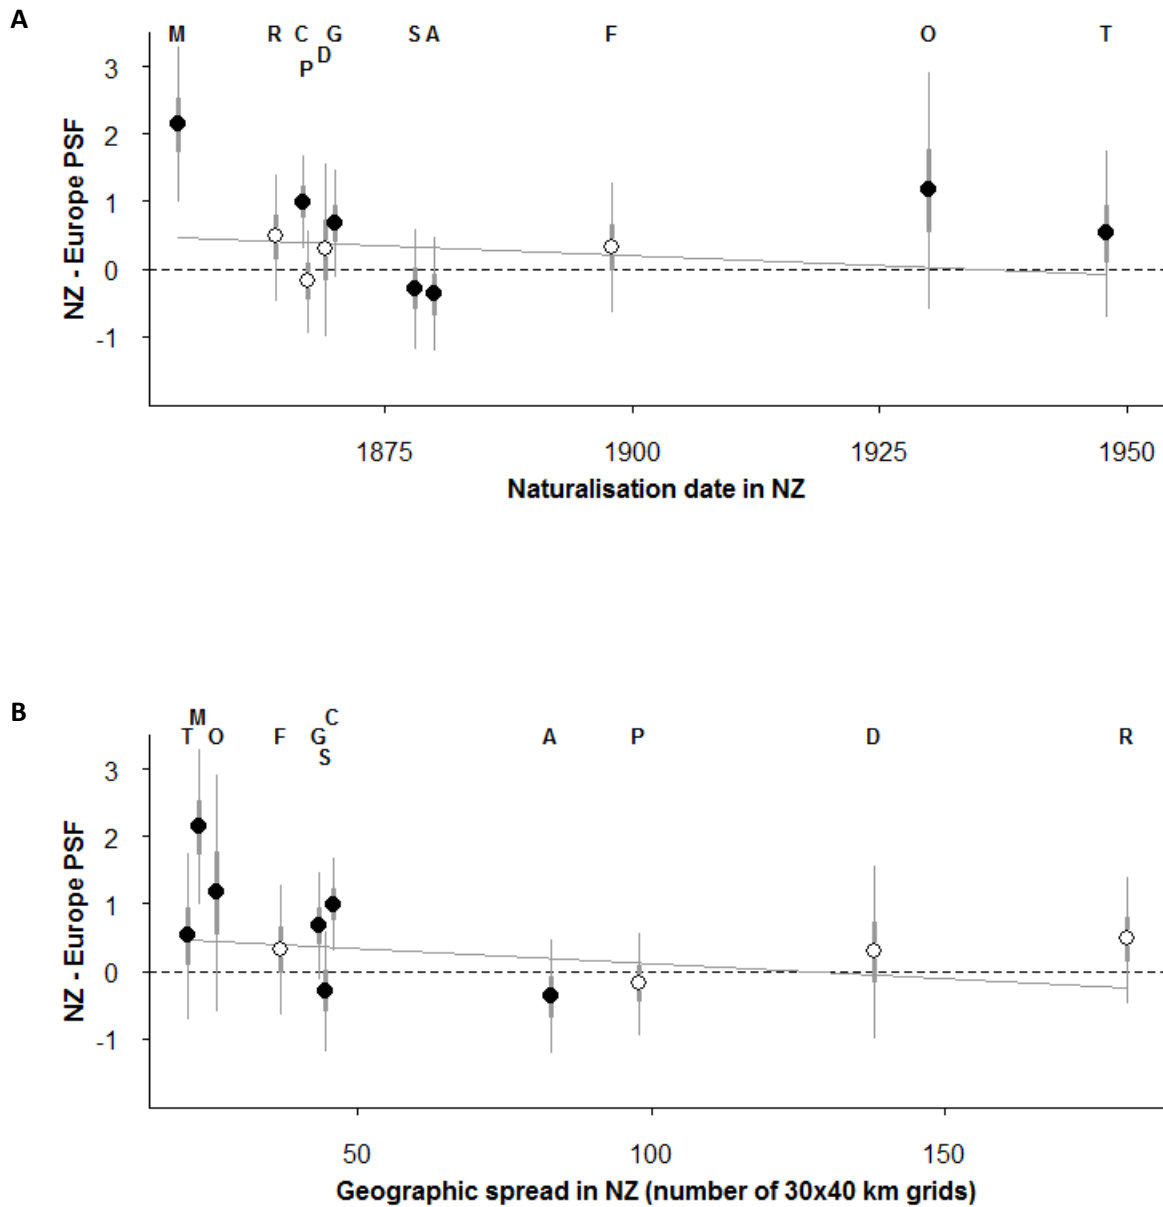 A
M R C G S A F O T
D
P
3
2
1
0
-1
NZ - Europe PSF
1875 1900 1925 1950
Naturalisation date in NZ
B
M C
T O F G A P D R
S
3
2
1
0
-1
NZ - Europe PSF
50 100 150
Geographic spread in NZ (number of 30x40 km grids)